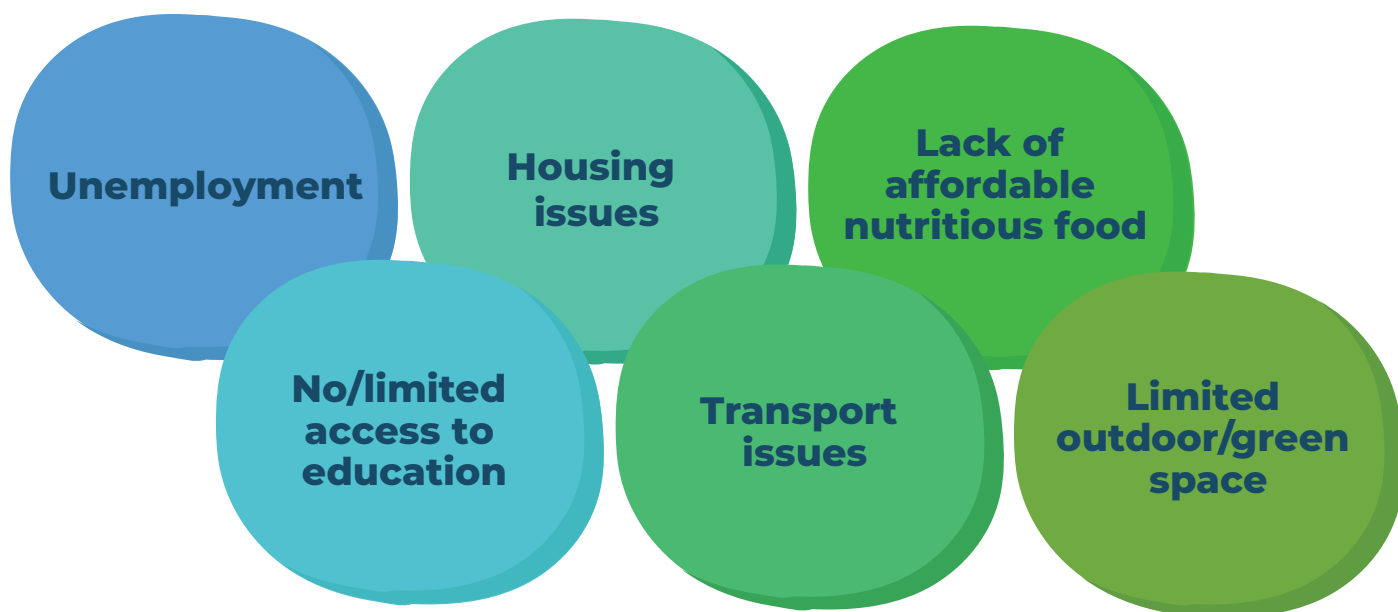 Unemployment
Housing
issues
Lack of
affordable
nutritious food
No/limited
access to
education
Transport
issues
Limited
outdoor/green
space